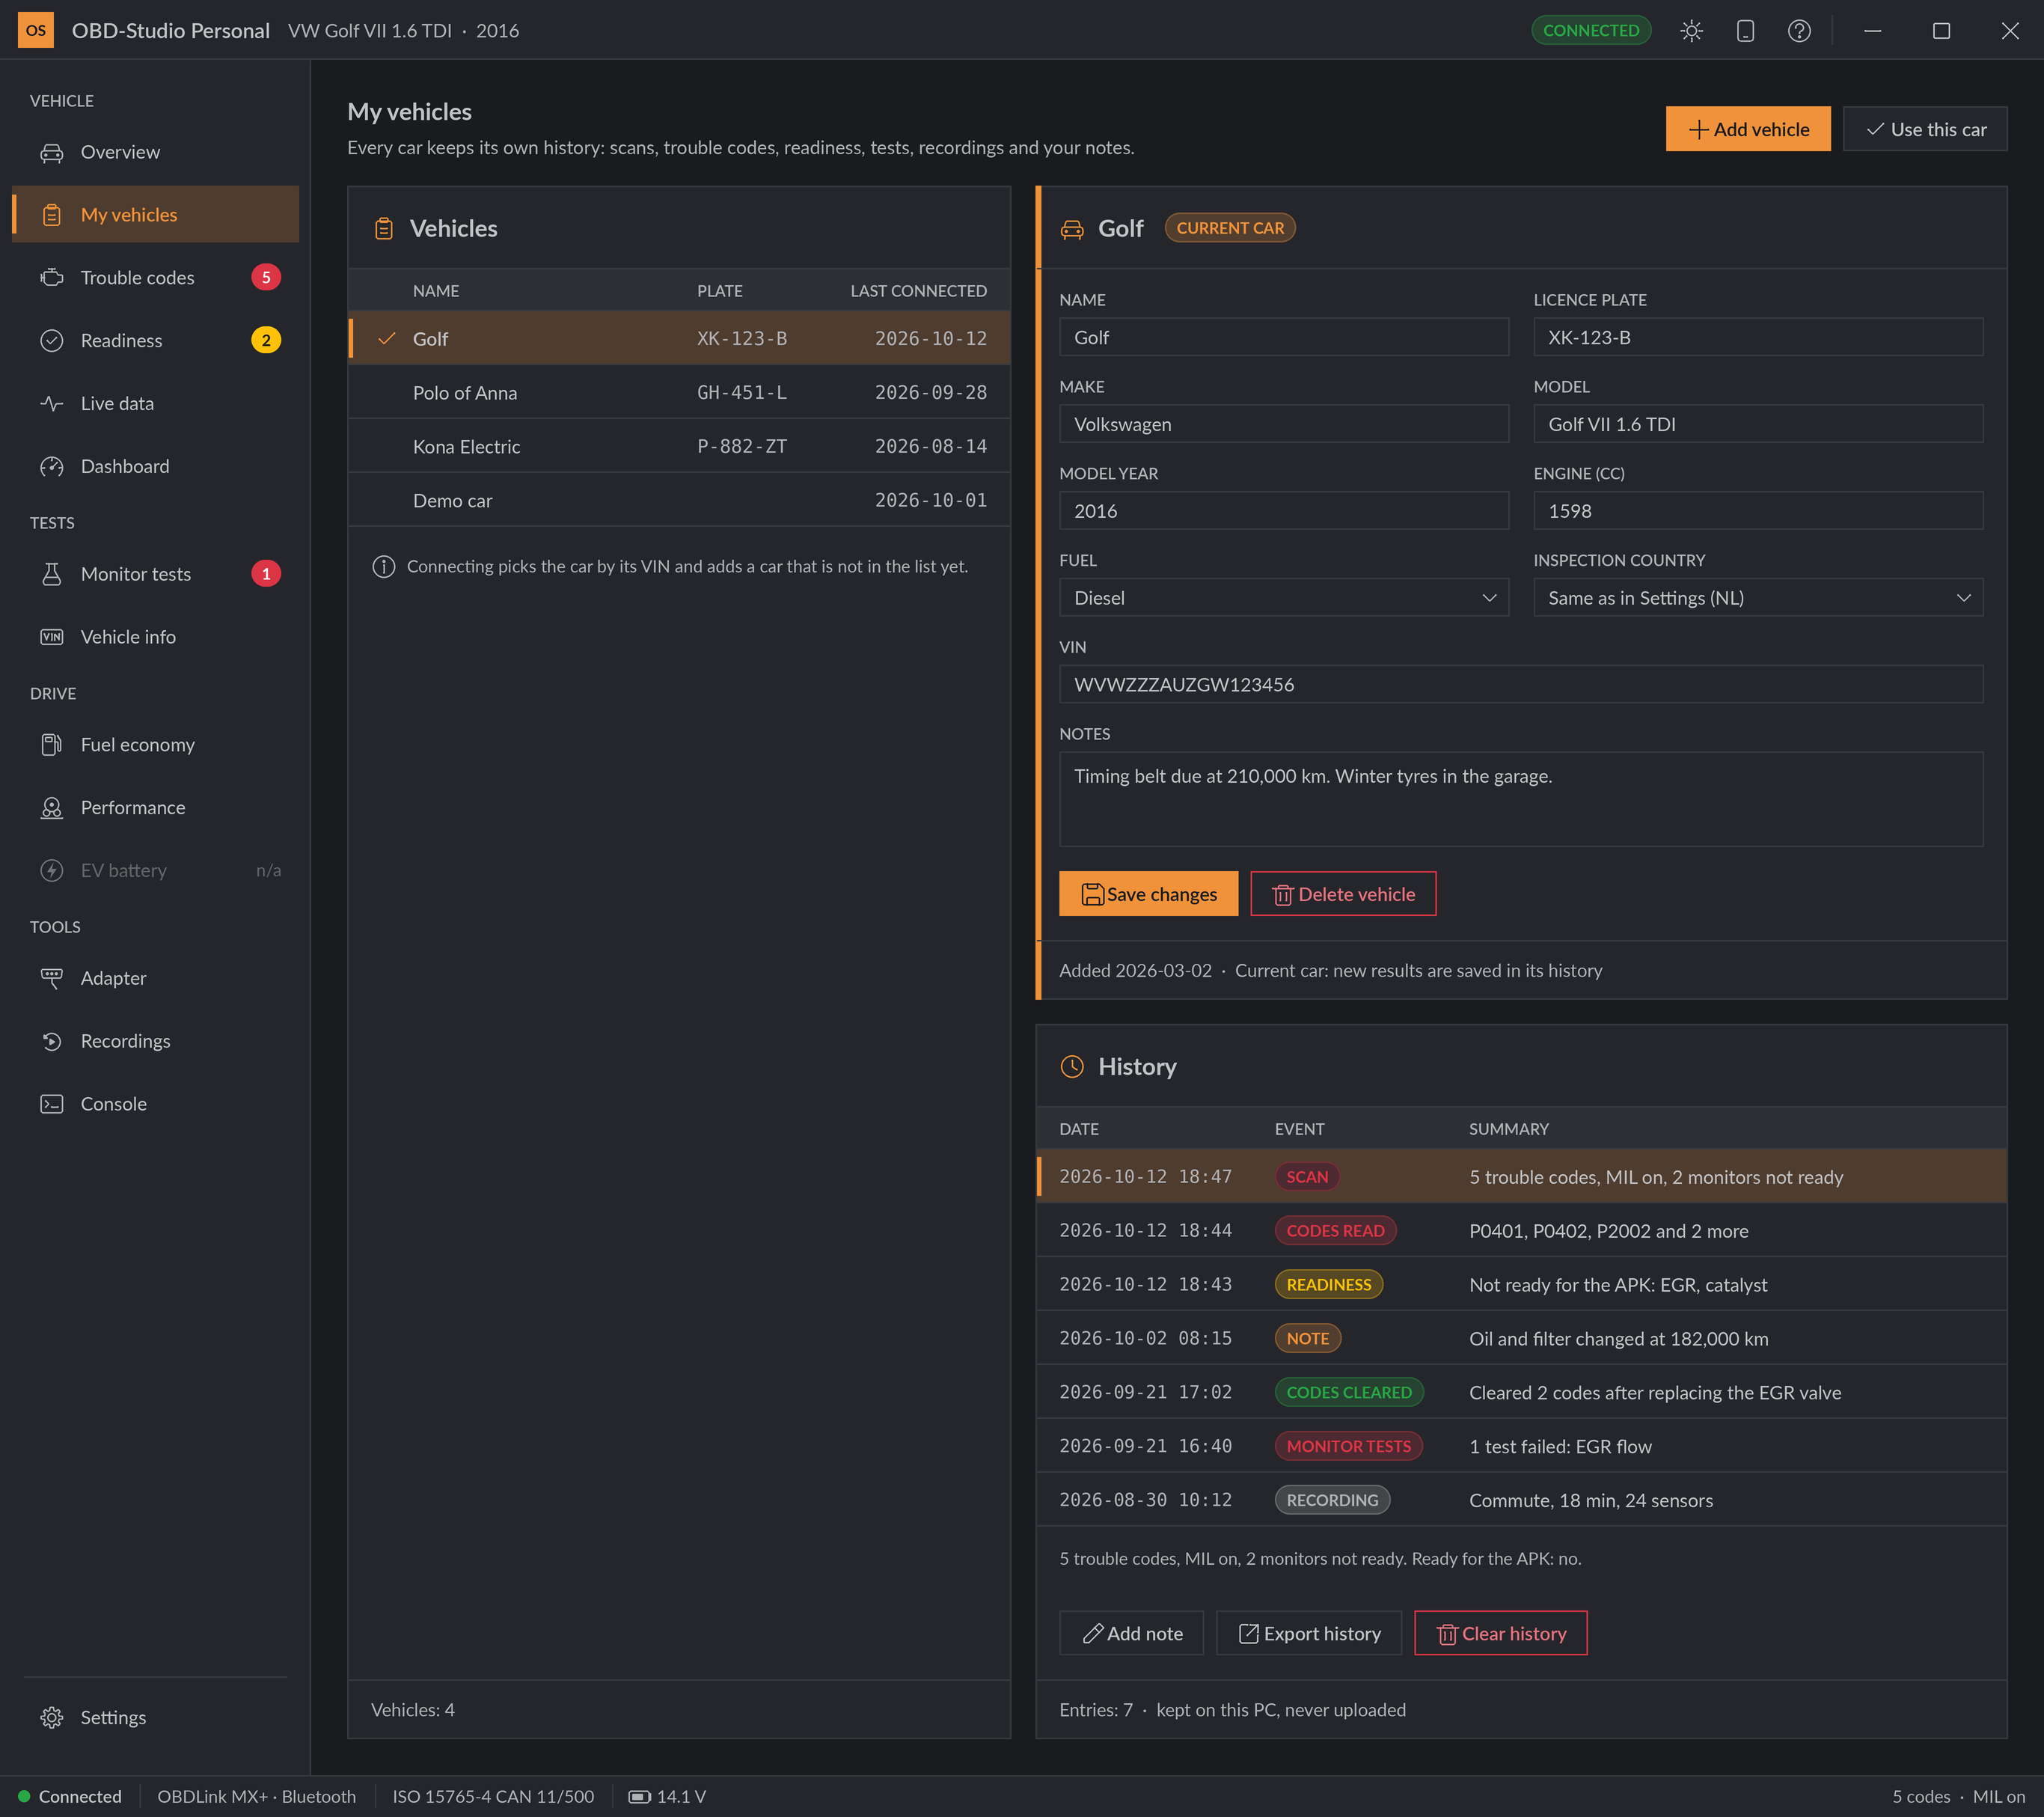 OS OBD-Studio Personal VW Golf VII 1.6 TDI · 2016 CONNECTED
VEHICLE
Overview
My vehicles
Trouble codes 5
Readiness 2
Live data
Dashboard
TESTS
Monitor tests 1
VIN Vehicle info
DRIVE
Fuel economy
Performance
EV battery n/a
TOOLS
Adapter
Recordings
Console
Settings
My vehicles
Every car keeps its own history: scans, trouble codes, readiness, tests, recordings and your notes.
Add vehicle Use this car
Vehicles
NAME PLATE LAST CONNECTED
Golf XK-123-B 2026-10-12
Polo of Anna GH-451-L 2026-09-28
Kona Electric P-882-ZT 2026-08-14
Demo car 2026-10-01
Connecting picks the car by its VIN and adds a car that is not in the list yet.
Vehicles: 4
Golf CURRENT CAR
NAME LICENCE PLATE
Golf XK-123-B
MAKE MODEL
Volkswagen Golf VII 1.6 TDI
MODEL YEAR ENGINE (CC)
2016 1598
FUEL INSPECTION COUNTRY
Diesel Same as in Settings (NL)
VIN
WVWZZZAUZGW123456
NOTES
Timing belt due at 210,000 km. Winter tyres in the garage.
Save changes Delete vehicle
Added 2026-03-02 · Current car: new results are saved in its history
History
DATE EVENT SUMMARY
2026-10-12 18:47 SCAN 5 trouble codes, MIL on, 2 monitors not ready
2026-10-12 18:44 CODES READ P0401, P0402, P2002 and 2 more
2026-10-12 18:43 READINESS Not ready for the APK: EGR, catalyst
2026-10-02 08:15 NOTE Oil and filter changed at 182,000 km
2026-09-21 17:02 CODES CLEARED Cleared 2 codes after replacing the EGR valve
2026-09-21 16:40 MONITOR TESTS 1 test failed: EGR flow
2026-08-30 10:12 RECORDING Commute, 18 min, 24 sensors
5 trouble codes, MIL on, 2 monitors not ready. Ready for the APK: no.
Add note Export history Clear history
Entries: 7 · kept on this PC, never uploaded
Connected OBDLink MX+ · Bluetooth ISO 15765-4 CAN 11/500 14.1 V 5 codes · MIL on